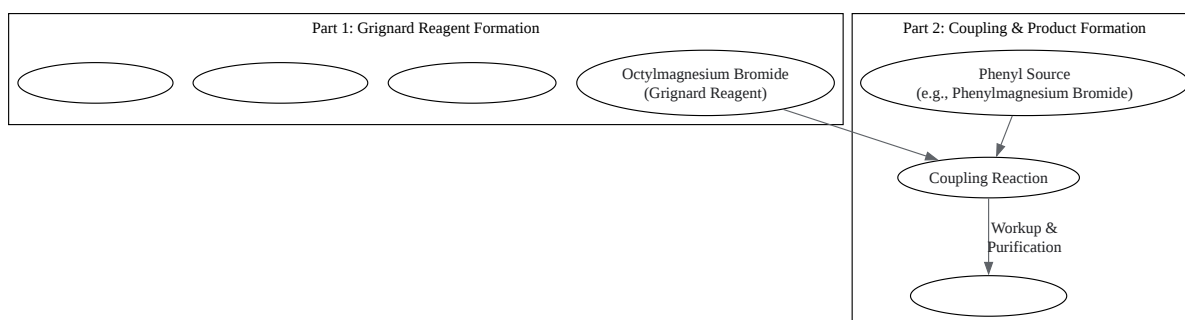 Part 1: Grignard Reagent Formation
Octylmagnesium Bromide
(Grignard Reagent)
Part 2: Coupling & Product Formation
Phenyl Source
(e.g., Phenylmagnesium Bromide)
Coupling Reaction
Workup &
Purification